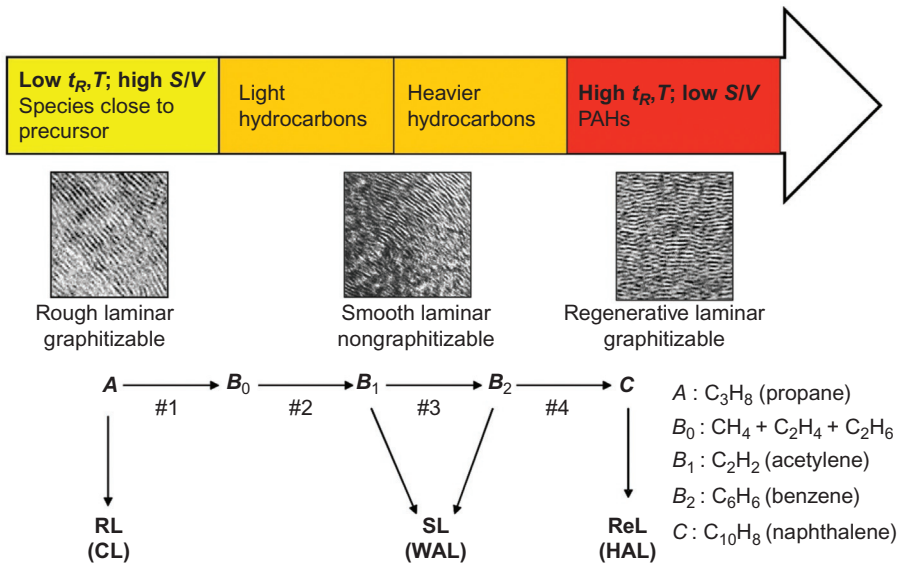 Low tR,T; high S/V
Species close to
precursor
Light
hydrocarbons
Heavier
hydrocarbons
High tR,T; low S/V
PAHs
Rough laminar
graphitizable
Smooth laminar
nongraphitizable
Regenerative laminar
graphitizable
A B0 B1 B2 C
#1 #2 #3 #4
A : C3H8 (propane)
B0 : CH4 + C2H4 + C2H6
B1 : C2H2 (acetylene)
B2 : C6H6 (benzene)
C : C10H8 (naphthalene)
RL
(CL)
SL
(WAL)
ReL
(HAL)